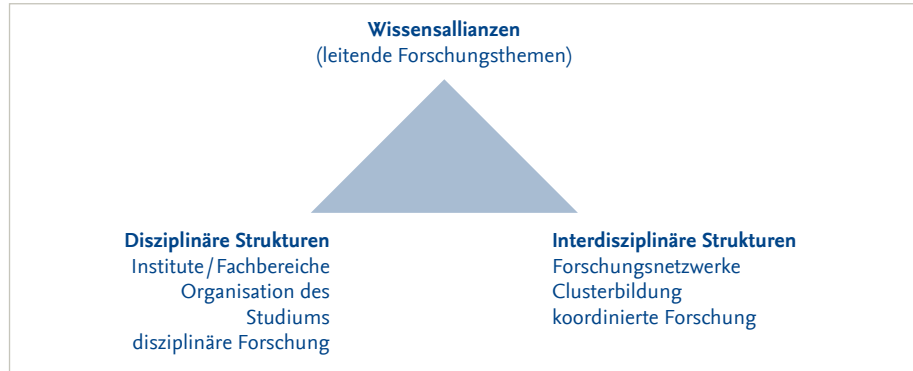 Wissensallianzen
(leitende Forschungsthemen)
Disziplinäre Strukturen
Institute/Fachbereiche
Organisation des
Studiums
disziplinäre Forschung
Interdisziplinäre Strukturen
Forschungsnetzwerke
Clusterbildung
koordinierte Forschung